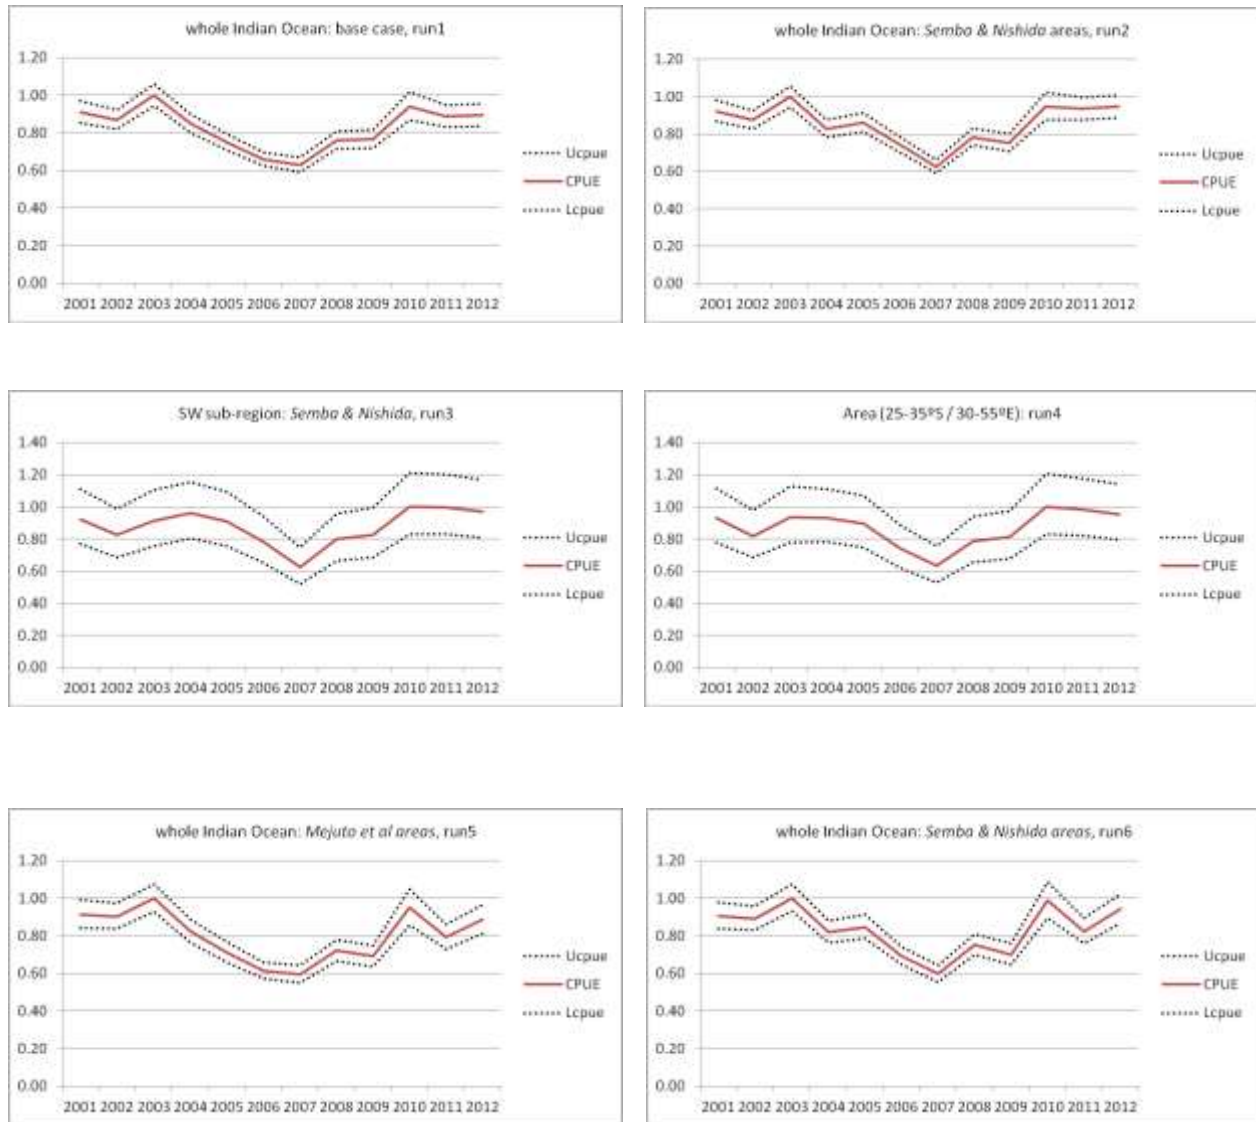 whole Indian Ocean: base case, run1
1.20
1.00
0.80
0.60
0.40
0.20
0.00
2001 2002 2003 2004 2005 2006 2007 2008 2009 2010 2011 2012
Ucpue
CPUE
Lcpue
whole Indian Ocean: Semba & Nishida areas, run2
1.20
1.00
0.80
0.60
0.40
0.20
0.00
2001 2002 2003 2004 2005 2006 2007 2008 2009 2010 2011 2012
Ucpue
CPUE
Lcpue
SW sub-region: Semba & Nishida, run3
1.40
1.20
1.00
0.80
0.60
0.40
0.20
0.00
2001 2002 2003 2004 2005 2006 2007 2008 2009 2010 2011 2012
Ucpue
CPUE
Lcpue
Area (25-35ºS / 30-55ºE): run4
1.40
1.20
1.00
0.80
0.60
0.40
0.20
0.00
2001 2002 2003 2004 2005 2006 2007 2008 2009 2010 2011 2012
Ucpue
CPUE
Lcpue
whole Indian Ocean: Mejuto et al areas, run5
1.20
1.00
0.80
0.60
0.40
0.20
0.00
2001 2002 2003 2004 2005 2006 2007 2008 2009 2010 2011 2012
Ucpue
CPUE
Lcpue
whole Indian Ocean: Semba & Nishida areas, run6
1.20
1.00
0.80
0.60
0.40
0.20
0.00
2001 2002 2003 2004 2005 2006 2007 2008 2009 2010 2011 2012
Ucpue
CPUE
Lcpue